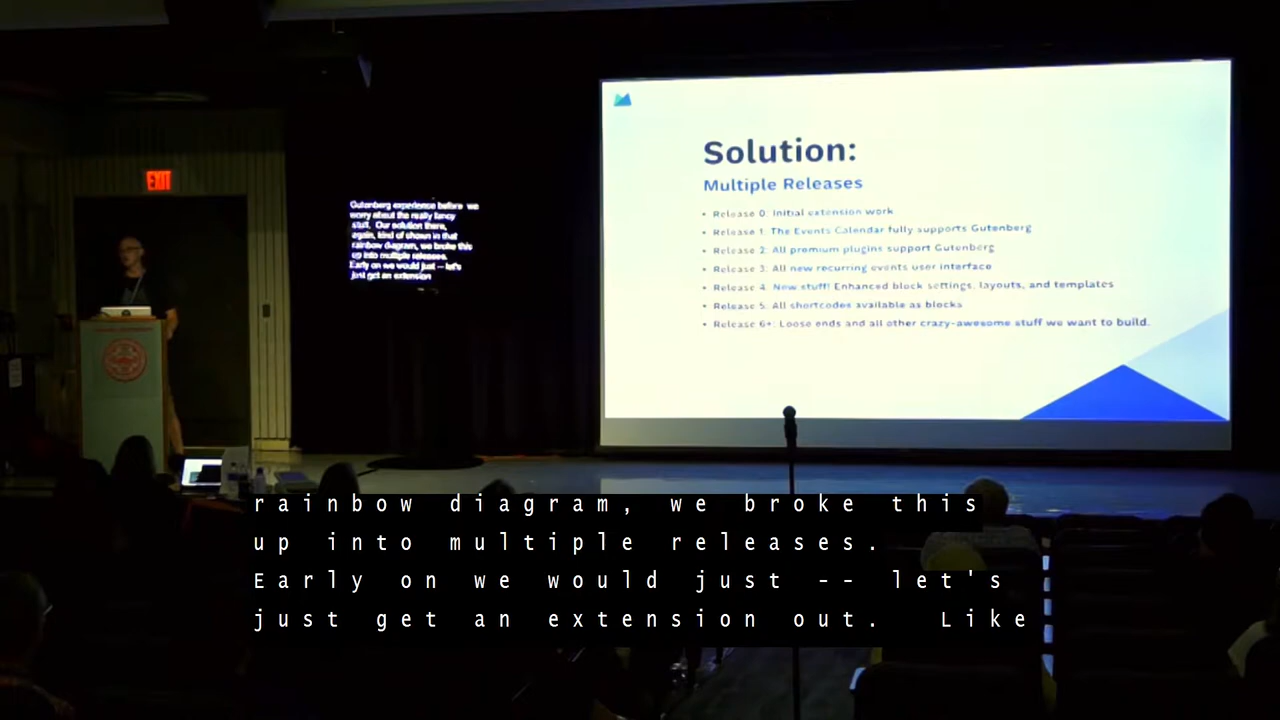 EXIT
Gutenberg experience before we
worry about the really fancy
stuff. Our solution there,
again, kind of shown in that
rainbow diagram, we broke this
up into multiple releases.
Early on we would just -- let's
just get an extension
Solution:
Multiple Releases
• Release 0: Initial extension work
• Release 1: The Events Calendar fully supports Gutenberg
• Release 2: All premium plugins support Gutenberg
• Release 3: All new recurring events user interface
• Release 4: New stuff! Enhanced block settings, layouts, and templates
• Release 5: All shortcodes available as blocks
• Release 6+: Loose ends and all other crazy-awesome stuff we want to build.
rainbow diagram, we broke this
up into multiple releases.
Early on we would just -- let's
just get an extension out. Like